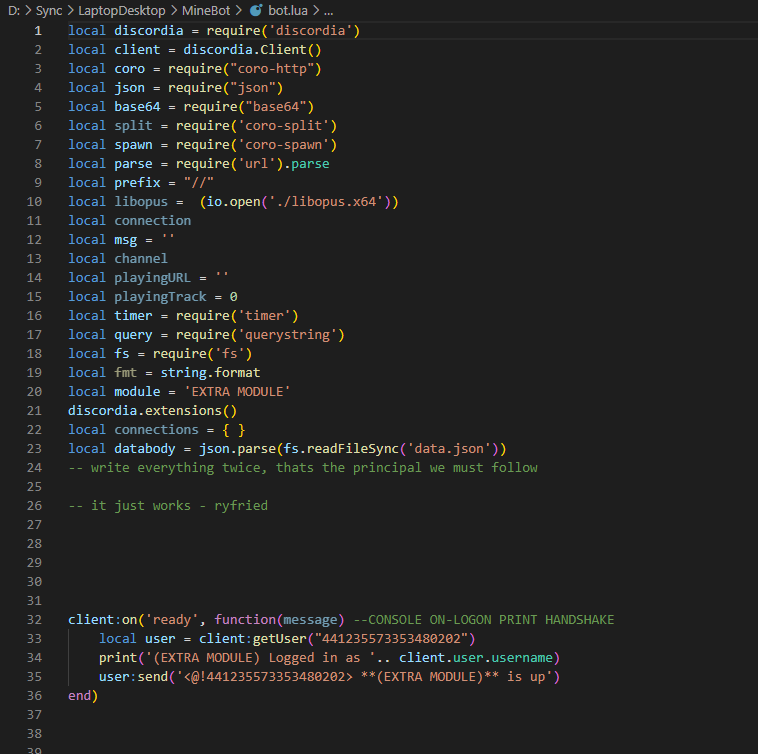 D: > Sync > LaptopDesktop > MineBot > bot.lua > ...
1 local discordia = require('discordia')
2 local client = discordia.Client()
3 local coro = require("coro-http")
4 local json = require("json")
5 local base64 = require("base64")
6 local split = require('coro-split')
7 local spawn = require('coro-spawn')
8 local parse = require('url').parse
9 local prefix = "//"
10 local libopus =  (io.open('./libopus.x64'))
11 local connection
12 local msg = ''
13 local channel
14 local playingURL = ''
15 local playingTrack = 0
16 local timer = require('timer')
17 local query = require('querystring')
18 local fs = require('fs')
19 local fmt = string.format
20 local module = 'EXTRA MODULE'
21 discordia.extensions()
22 local connections = { }
23 local databody = json.parse(fs.readFileSync('data.json'))
24 -- write everything twice, thats the principal we must follow
25
26 -- it just works - ryfried
27
28
29
30
31
32 client:on('ready', function(message) --CONSOLE ON-LOGON PRINT HANDSHAKE
33     local user = client:getUser("441235573353480202")
34     print('(EXTRA MODULE) Logged in as '.. client.user.username)
35     user:send('<@!441235573353480202> **(EXTRA MODULE)** is up')
36 end)
37
38
39